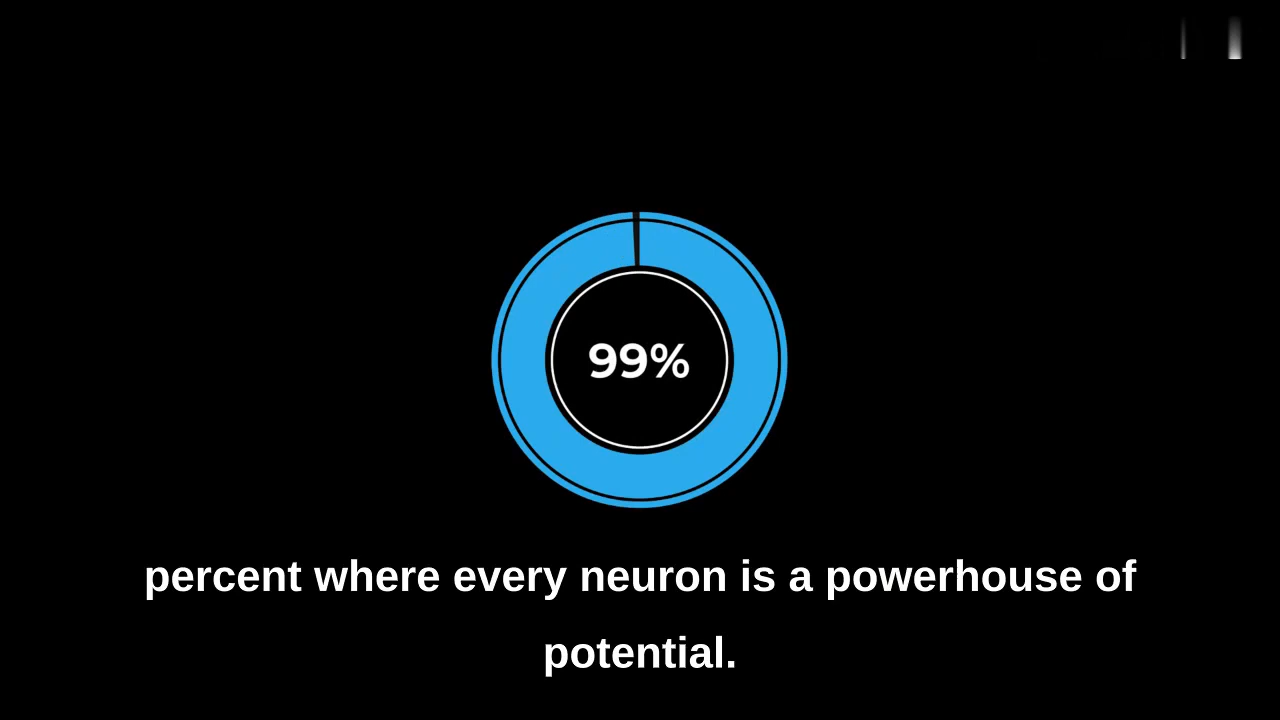 99%
percent where every neuron is a powerhouse of
potential.